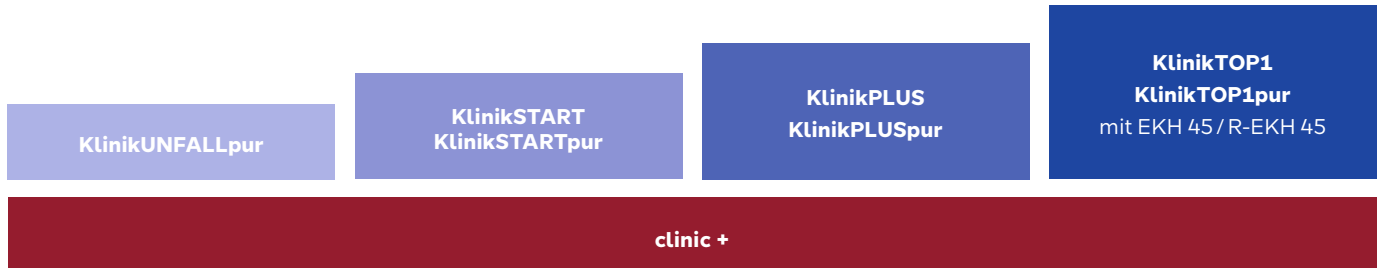 KlinikUNFALLpur
KlinikSTART
KlinikSTARTpur
KlinikPLUS
KlinikPLUSpur
KlinikTOP1
KlinikTOP1pur
mit EKH 45 / R-EKH 45
clinic +